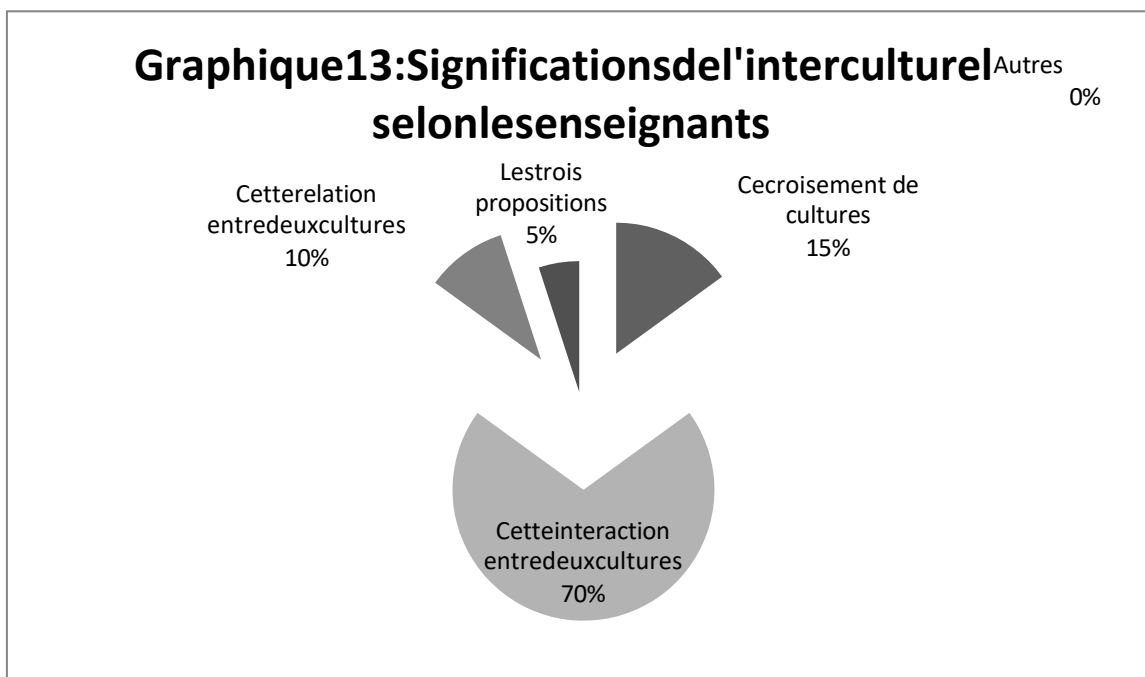 Graphique13:Significationsdel'interculturel
selonlesenseignants
Autres
0%
Cetterelation
entredeuxcultures
10%
Lestrois
propositions
5%
Cecroisement de
cultures
15%
Cetteinteraction
entredeuxcultures
70%